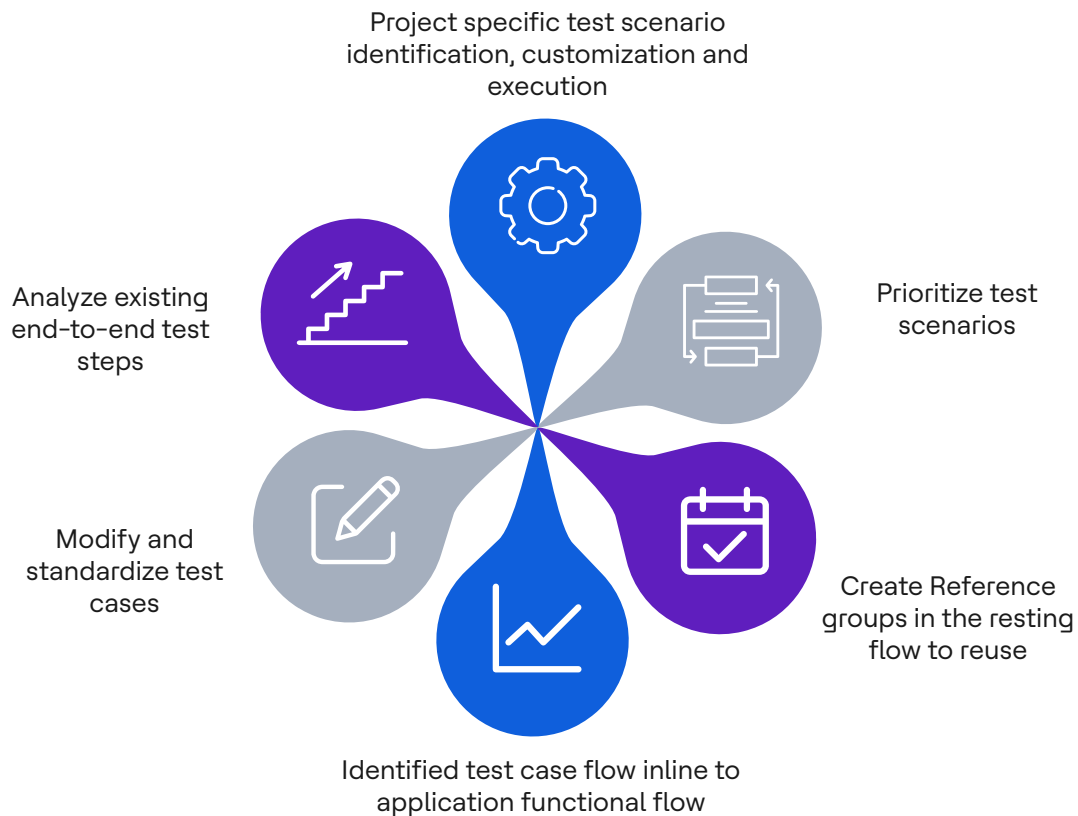 Project specific test scenario
identification, customization and
execution
Analyze existing
end-to-end test
steps
Prioritize test
scenarios
Modify and
standardize test
cases
Create Reference
groups in the resting
flow to reuse
Identified test case flow inline to
application functional flow